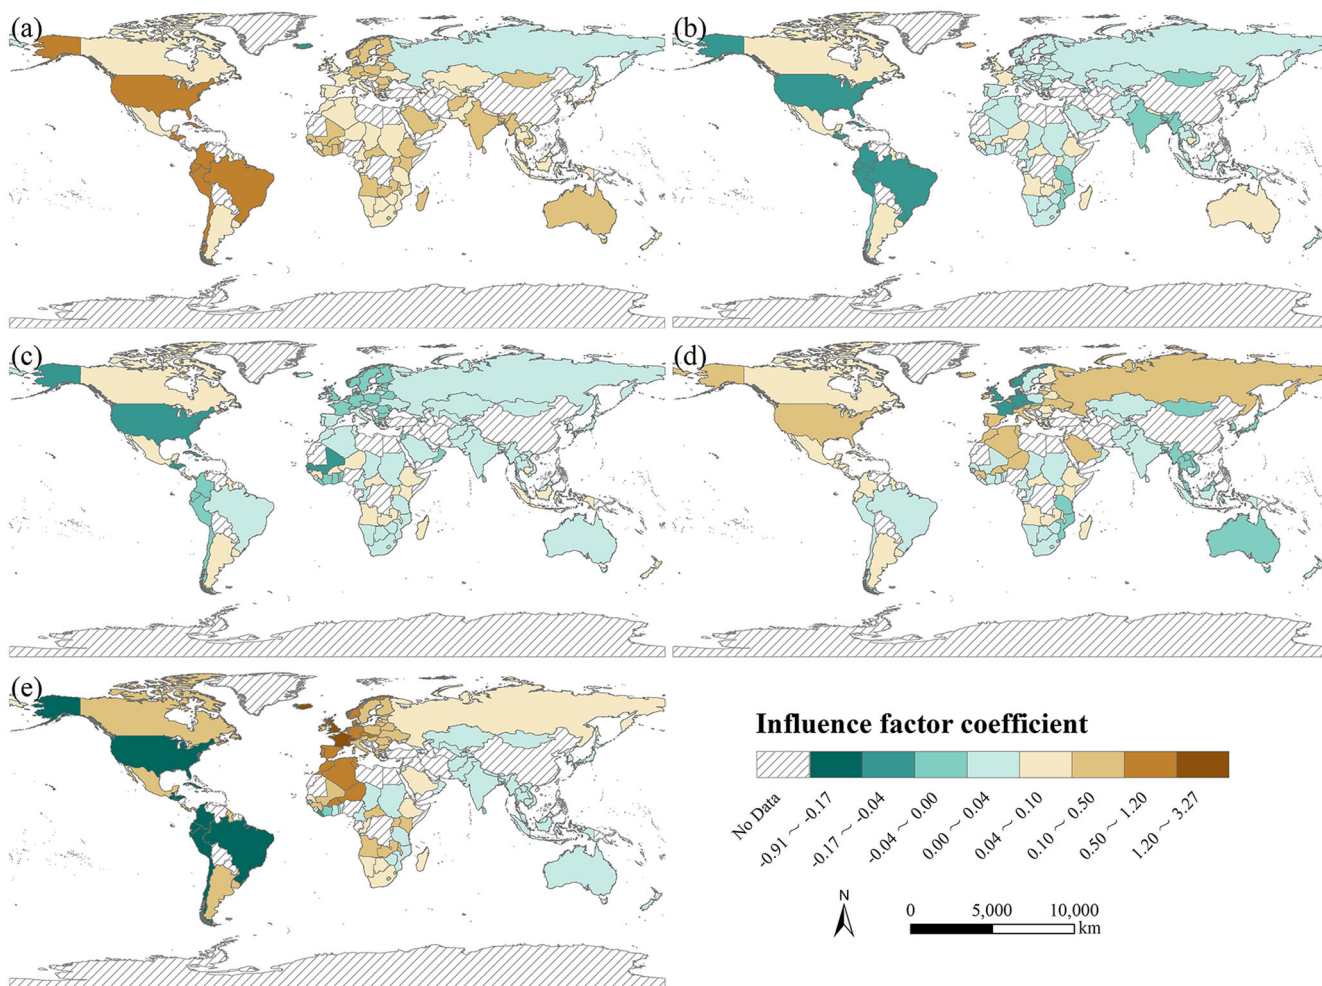 (a)
(b)
(c)
(d)
(e)
Influence factor coefficient
No Data
-0.91 ~ -0.17
-0.17 ~ -0.04
-0.04 ~ 0.00
0.00 ~ 0.04
0.04 ~ 0.10
0.10 ~ 0.50
0.50 ~ 1.20
1.20 ~ 3.27
N
0 5,000 10,000
km